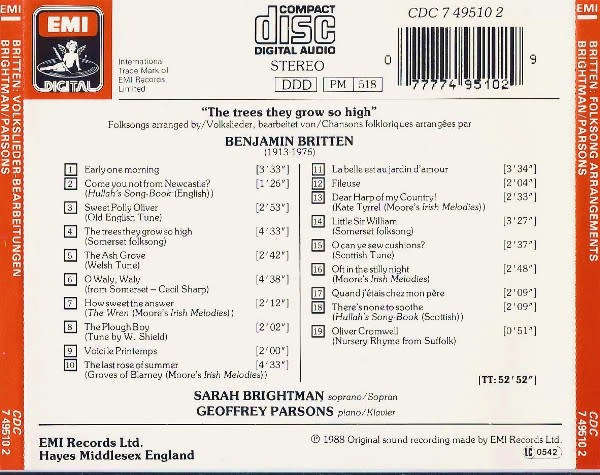 EMI
BRITTEN: VOLKSLIEDER-BEARBEITUNGEN
BRIGHTMAN/PARSONS
CDC
7 49510 2
EMI
DIGITAL
International
Trade Mark of
EMI Records
Limited
COMPACT
disc
DIGITAL AUDIO
STEREO
DDD PM 518
CDC 7 49510 2
0 77774 95102 9
"The trees they grow so high"
Folksongs arranged by/Volkslieder, bearbeitet von/Chansons folkloriques arrangées par
BENJAMIN BRITTEN
(1913-1976)
1 Early one morning [3'33"]
2 Come you not from Newcastle? [1'26"]
(Hullah's Song-Book (English))
3 Sweet Polly Oliver [2'53"]
(Old English Tune)
4 The trees they grow so high [4'33"]
(Somerset folksong)
5 The Ash Grove [2'42"]
(Welsh Tune)
6 O Waly, Waly [4'38"]
(from Somerset – Cecil Sharp)
7 How sweet the answer [2'12"]
(The Wren (Moore's Irish Melodies))
8 The Plough Boy [2'02"]
(Tune by W. Shield)
9 Voici le Printemps [2'00"]
10 The last rose of summer [4'33"]
(Groves of Blarney (Moore's Irish Melodies))
11 La belle est au jardin d'amour [3'34"]
12 Fileuse [2'04"]
13 Dear Harp of my Country! [2'33"]
(Kate Tyrrel (Moore's Irish Melodies))
14 Little Sir William [3'27"]
(Somerset folksong)
15 O can ye sew cushions? [2'37"]
(Scottish Tune)
16 Oft in the stilly night [2'48"]
(Moore's Irish Melodies)
17 Quand j'étais chez mon père [2'09"]
18 There's none to soothe [2'09"]
(Hullah's Song-Book (Scottish))
19 Oliver Cromwell [0'51"]
(Nursery Rhyme from Suffolk)
[TT: 52'52"]
SARAH BRIGHTMAN soprano/Sopran
GEOFFREY PARSONS piano/Klavier
EMI Records Ltd.
Hayes Middlesex England
℗ 1988 Original sound recording made by EMI Records Ltd.
LC 0542
EMI
BRITTEN: FOLKSONG ARRANGEMENTS
BRIGHTMAN/PARSONS
CDC
7 49510 2